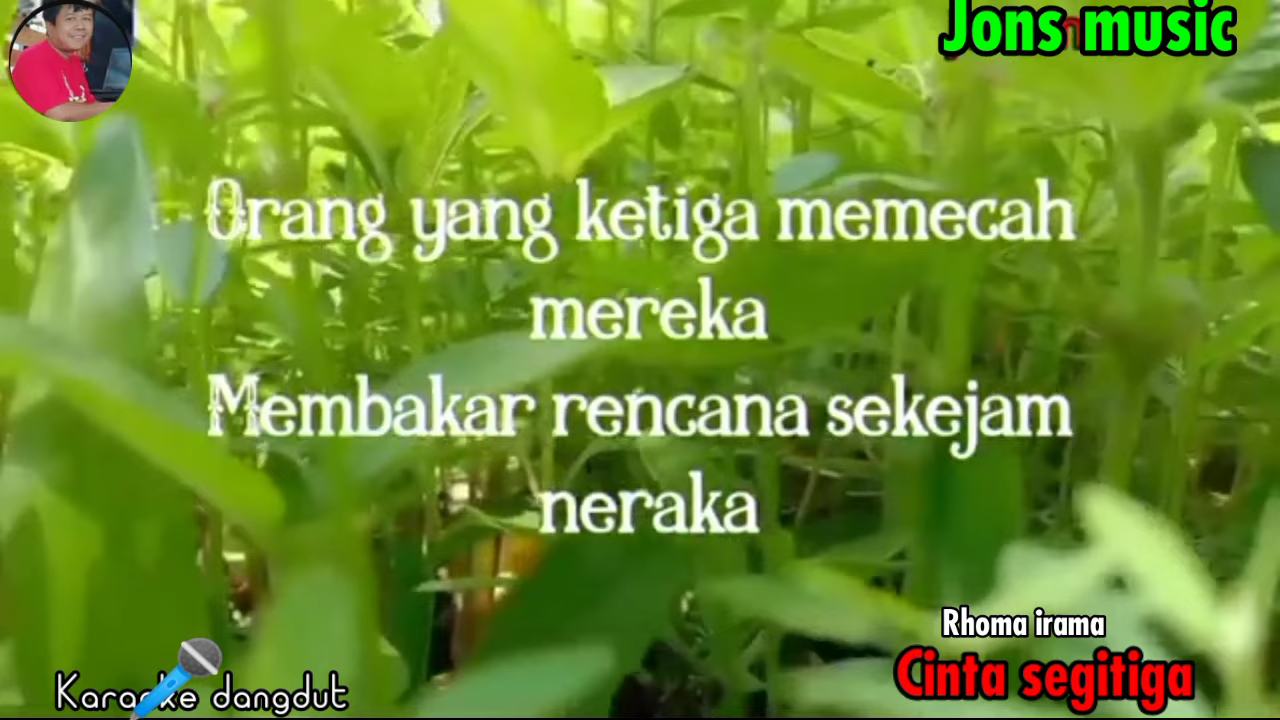 Jons music
Orang yang ketiga memecah
mereka
Membakar rencana sekejam
neraka
Rhoma irama
Cinta segitiga
Karaoke dangdut